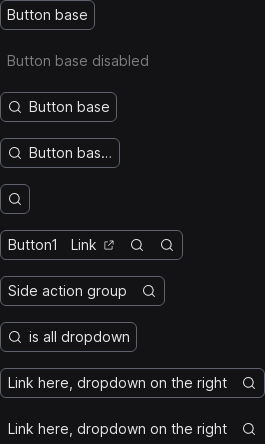 Button base
Button base disabled
Button base
Button bas...
Button1 Link
Side action group
is all dropdown
Link here, dropdown on the right
Link here, dropdown on the right